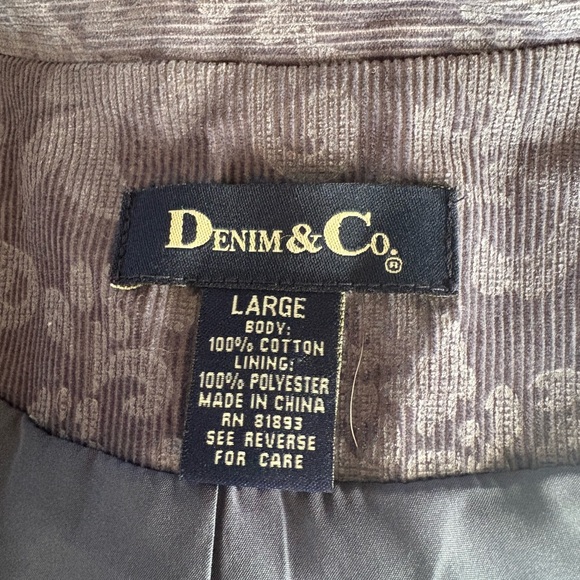 DENIM & CO.®
LARGE
BODY:
100% COTTON
LINING:
100% POLYESTER
MADE IN CHINA
RN 81893
SEE REVERSE
FOR CARE